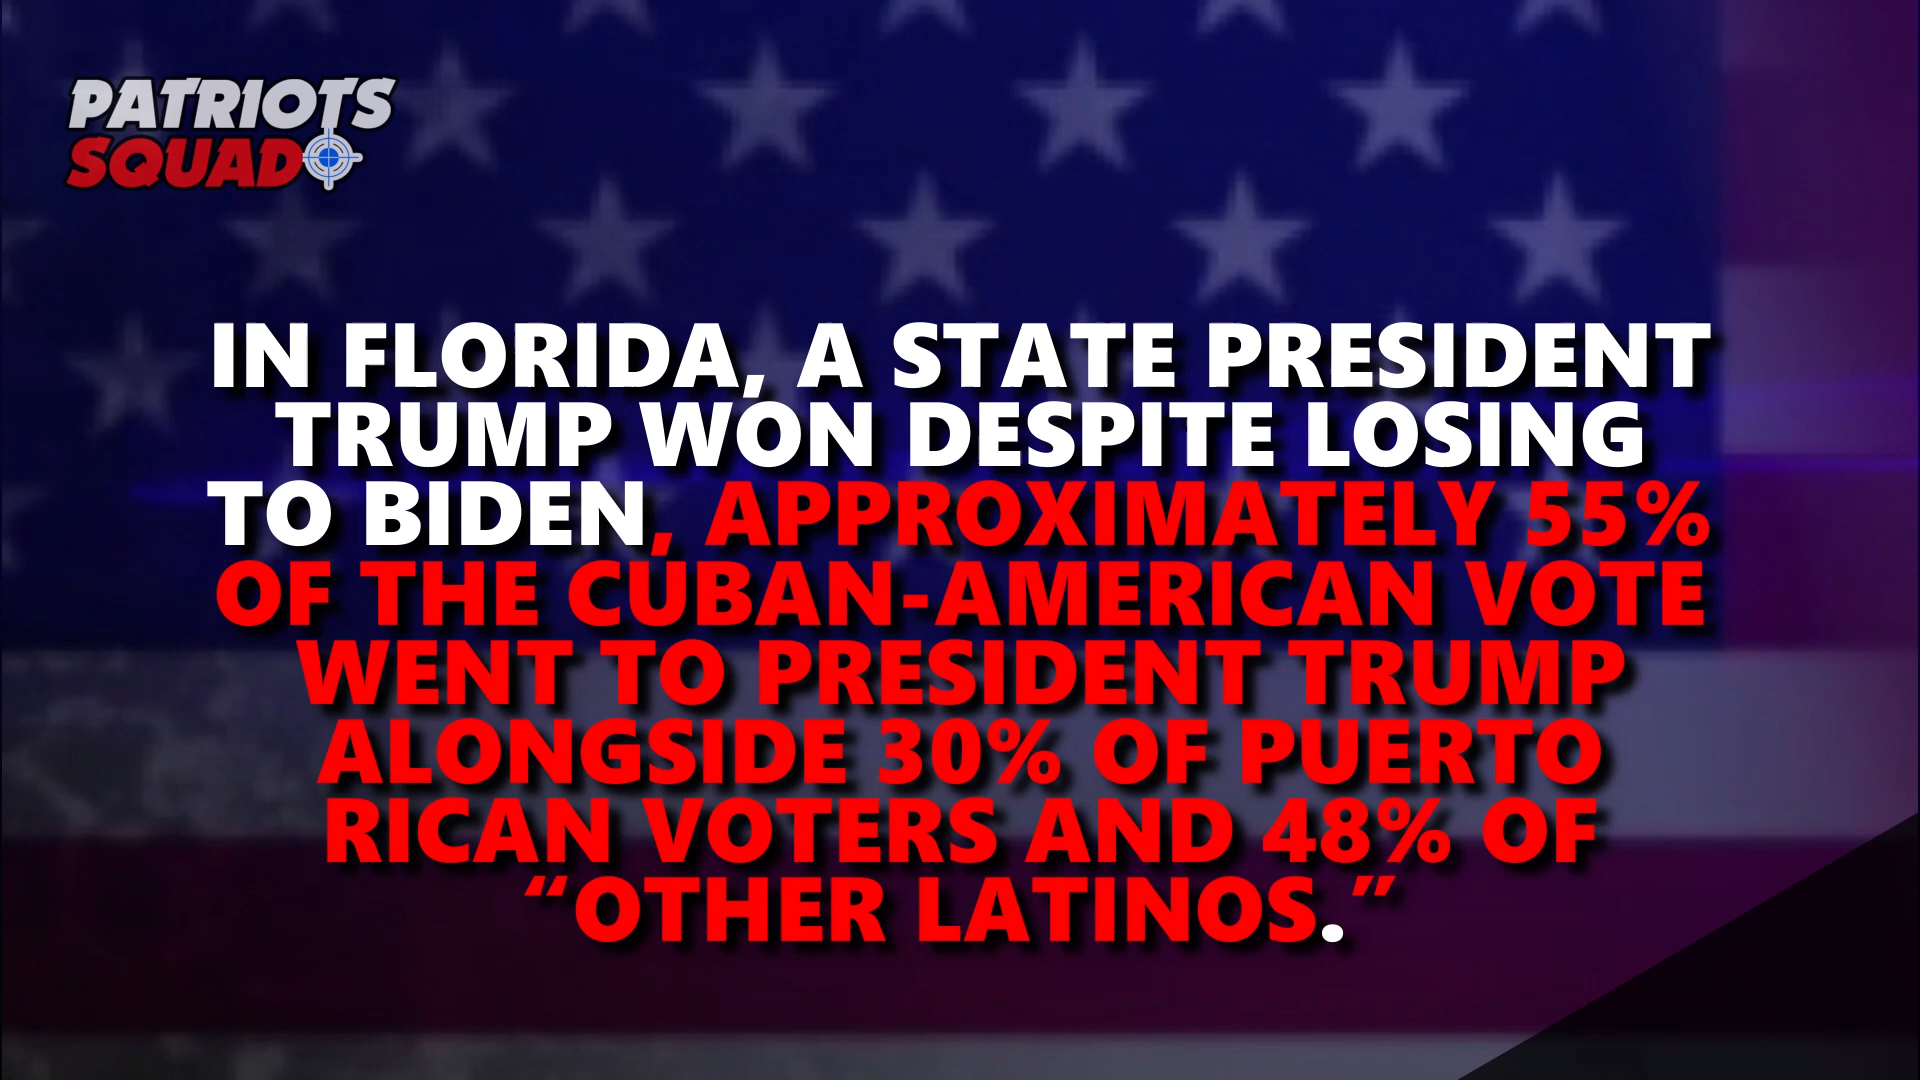 PATRIOTS
SQUAD
IN FLORIDA, A STATE PRESIDENT
TRUMP WON DESPITE LOSING
TO BIDEN, APPROXIMATELY 55%
OF THE CUBAN-AMERICAN VOTE
WENT TO PRESIDENT TRUMP
ALONGSIDE 30% OF PUERTO
RICAN VOTERS AND 48% OF
“OTHER LATINOS.”